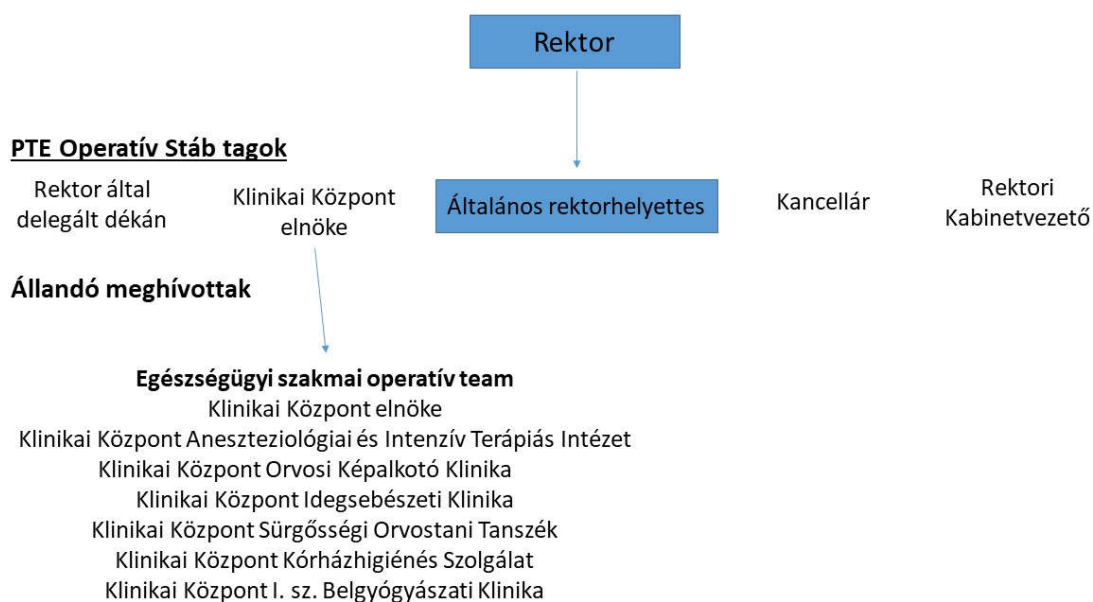 Rektor
PTE Operatív Stáb tagok
Rektor által
delegált dékán
Klinikai Központ
elnöke
Általános rektorhelyettes
Kancellár
Rektori
Kabinetvezető
Állandó meghívottak
Egészségügyi szakmai operatív team
Klinikai Központ elnöke
Klinikai Központ Aneszteziológiai és Intenzív Terápiás Intézet
Klinikai Központ Orvosi Képalkotó Klinika
Klinikai Központ Idegsebészeti Klinika
Klinikai Központ Sürgősségi Orvostani Tanszék
Klinikai Központ Kórházhigiénés Szolgálat
Klinikai Központ I. sz. Belgyógyászati Klinika